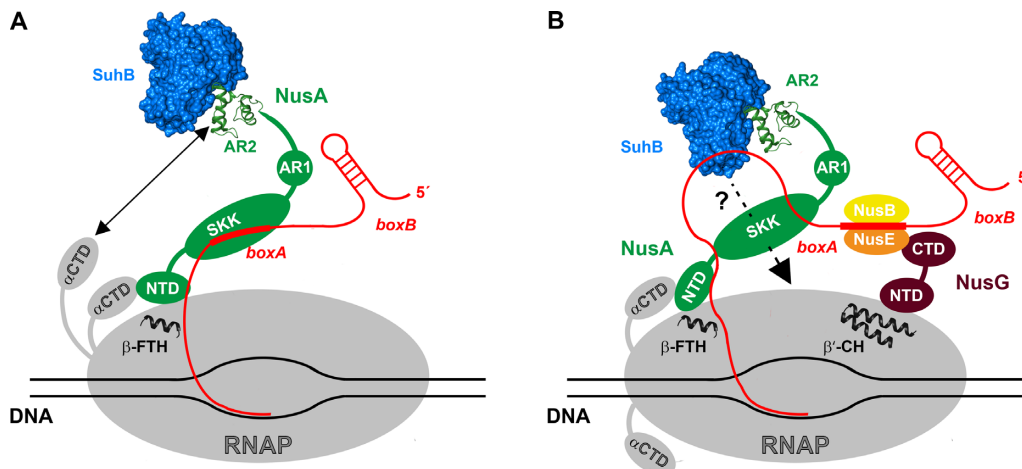 A
SuhB
NusA
AR2
AR1
5´
SKK
boxB
boxA
αCTD
αCTD
NTD
β-FTH
DNA
RNAP
B
AR2
SuhB
AR1
?
5
NusB
SKK
boxB
NusA
boxA
NusE
CTD
NusG
αCTD
NTD
NTD
β-FTH
β'-CH
DNA
RNAP
αCTD